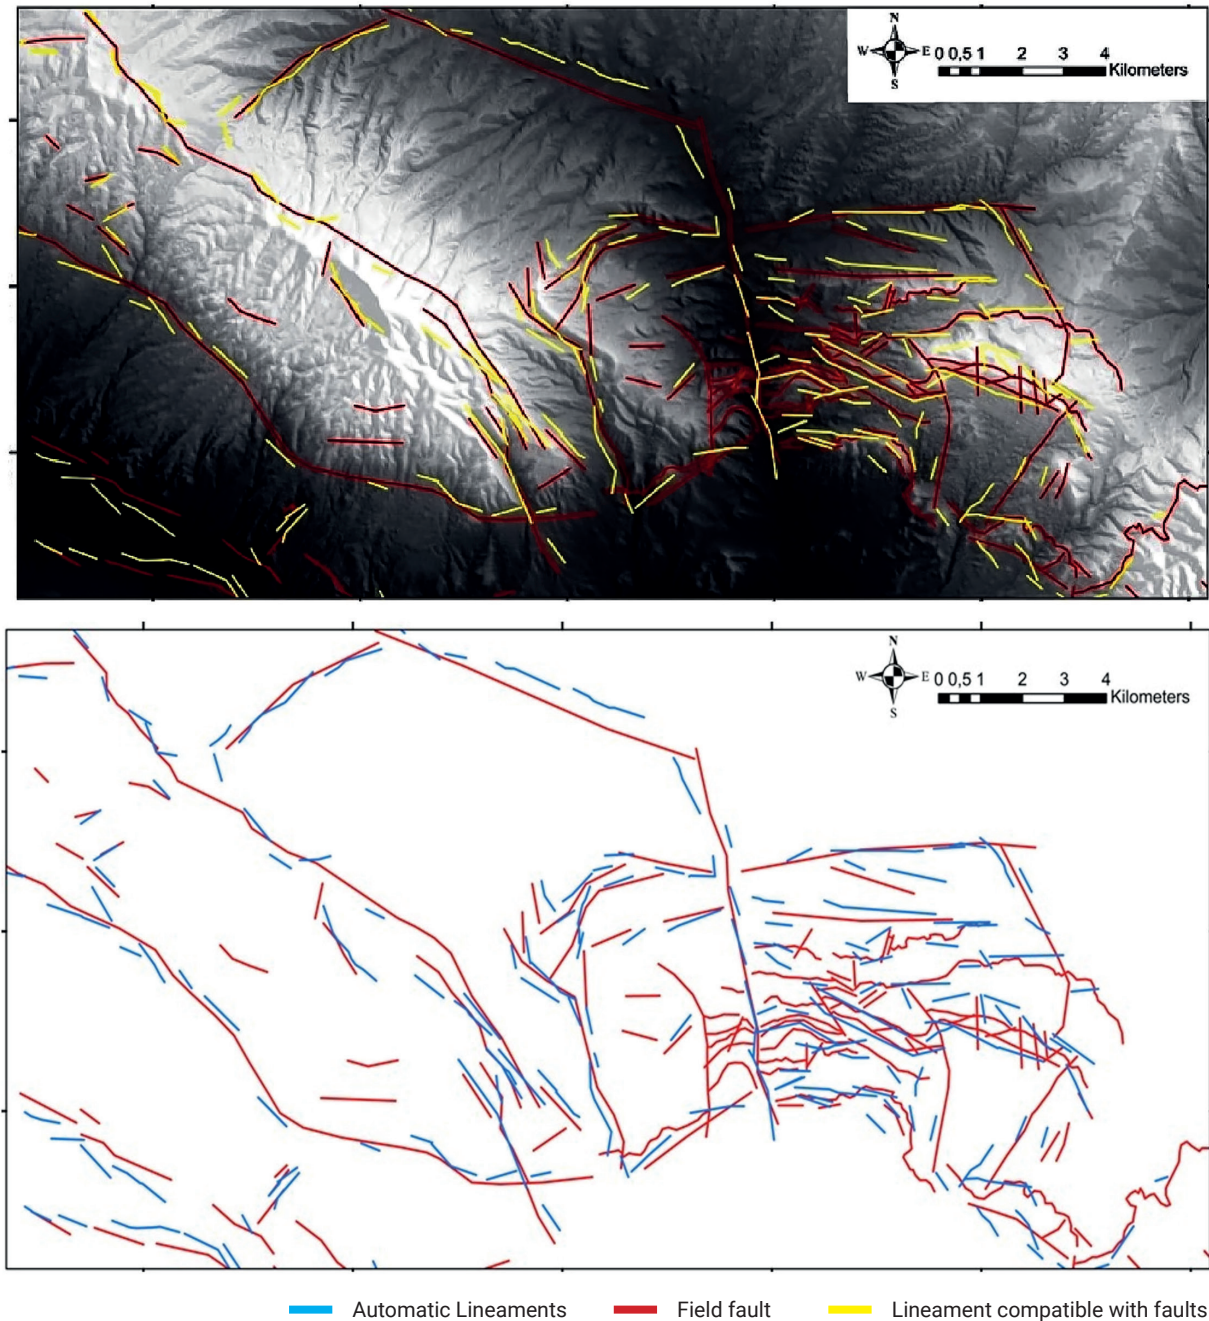 N
W E
S
0 0,5 1 2 3 4
Kilometers
N
W E
S
0 0,5 1 2 3 4
Kilometers
Automatic Lineaments Field fault Lineament compatible with faults